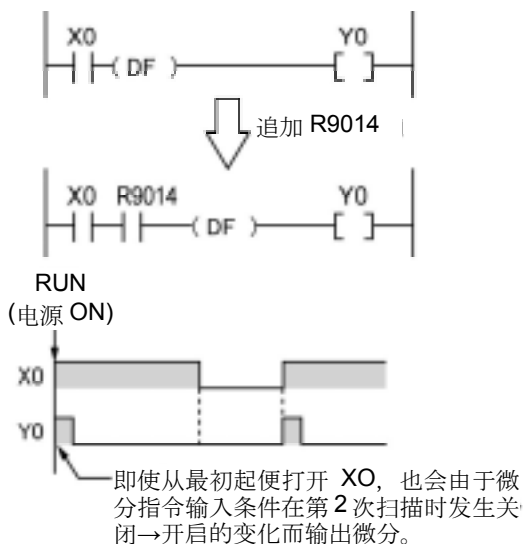 X0 Y0
( DF ) [ ]
追加 R9014
X0 R9014 Y0
( DF ) [ ]
RUN
(电源 ON)
X0
Y0
即使从最初起便打开 XO，也会由于微
分指令输入条件在第 2 次扫描时发生关
闭→开启的变化而输出微分。